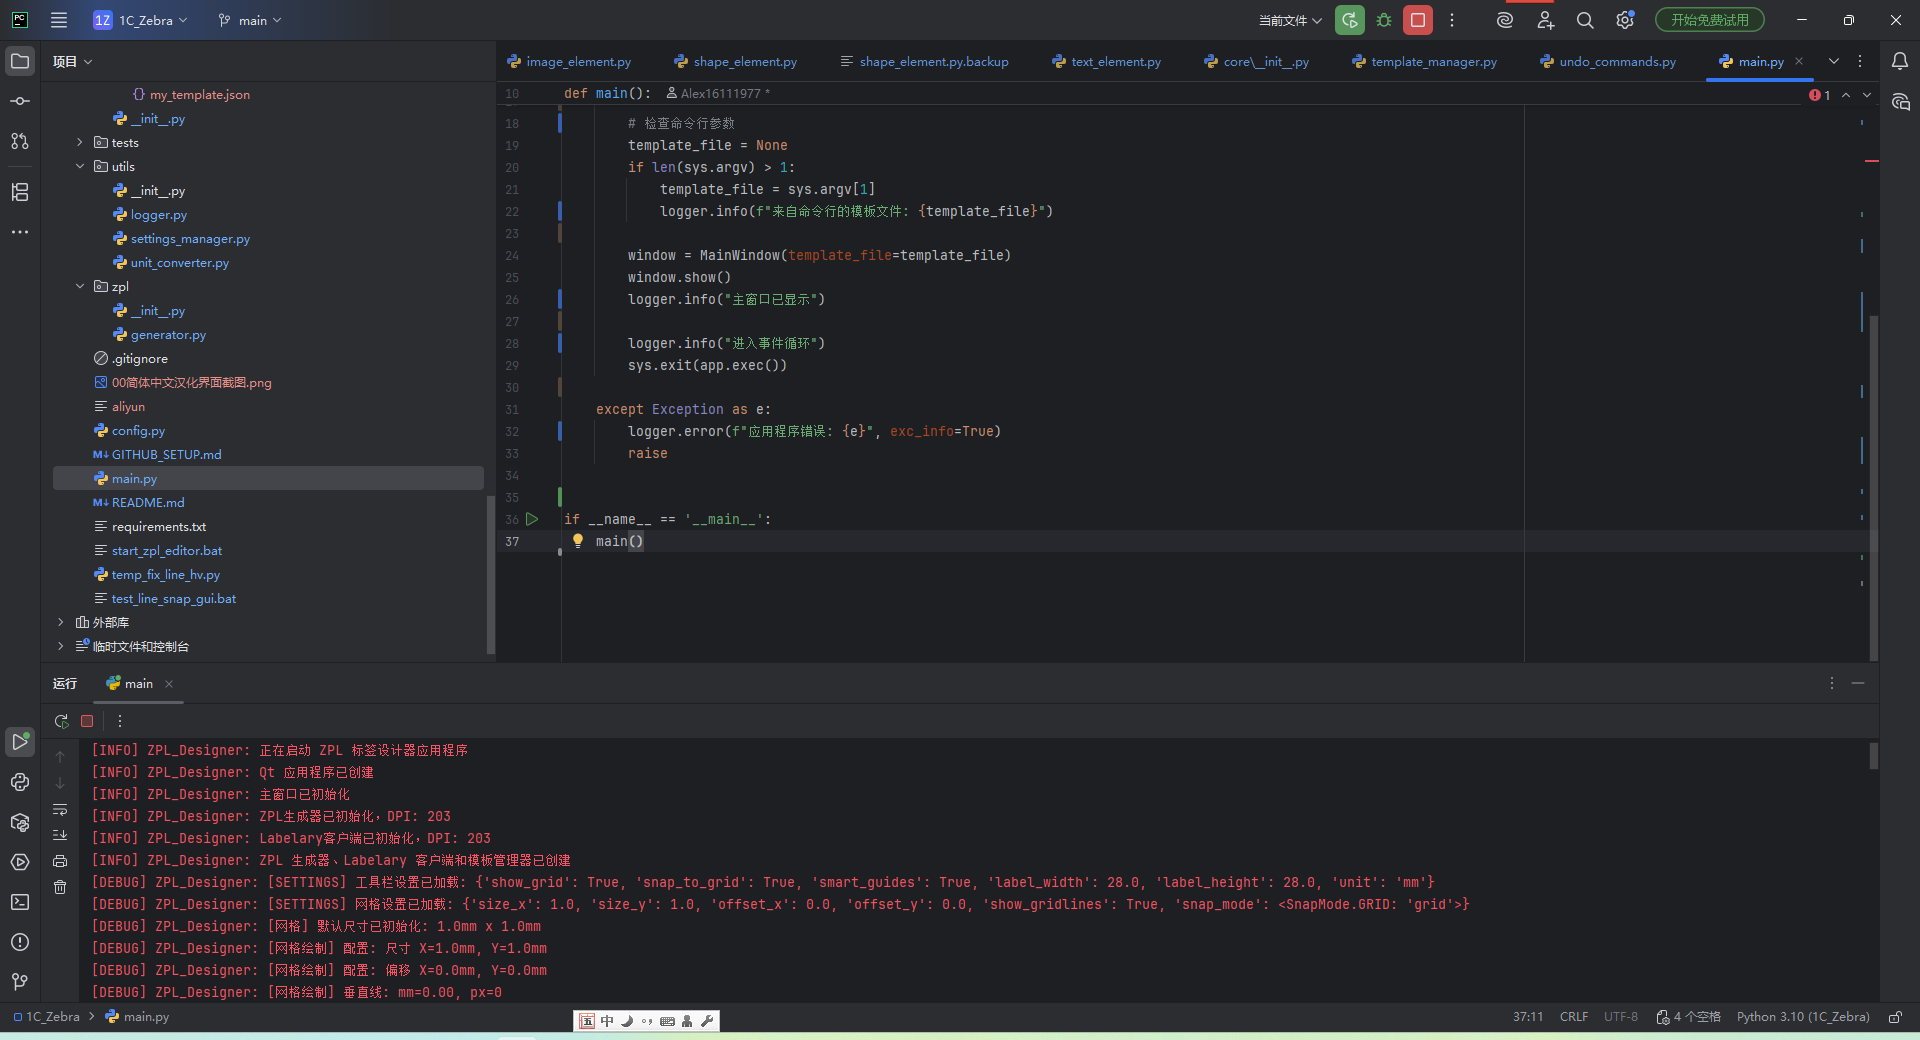 PC
1Z 1C_Zebra
main
当前文件
开始免费试用
项目
image_element.py
shape_element.py
shape_element.py.backup
text_element.py
core\__init__.py
template_manager.py
undo_commands.py
main.py
my_template.json
__init__.py
tests
utils
__init__.py
logger.py
settings_manager.py
unit_converter.py
zpl
__init__.py
generator.py
.gitignore
00简体中文汉化界面截图.png
aliyun
config.py
GITHUB_SETUP.md
main.py
README.md
requirements.txt
start_zpl_editor.bat
temp_fix_line_hv.py
test_line_snap_gui.bat
外部库
临时文件和控制台
10 def main(): Alex16111977 *
1
18 # 检查命令行参数
19 template_file = None
20 if len(sys.argv) > 1:
21 template_file = sys.argv[1]
22 logger.info(f"来自命令行的模板文件: {template_file}")
23
24 window = MainWindow(template_file=template_file)
25 window.show()
26 logger.info("主窗口已显示")
27
28 logger.info("进入事件循环")
29 sys.exit(app.exec())
30
31 except Exception as e:
32 logger.error(f"应用程序错误: {e}", exc_info=True)
33 raise
34
35
36 if __name__ == '__main__':
37 main()
运行
main
[INFO] ZPL_Designer: 正在启动 ZPL 标签设计器应用程序
[INFO] ZPL_Designer: Qt 应用程序已创建
[INFO] ZPL_Designer: 主窗口已初始化
[INFO] ZPL_Designer: ZPL生成器已初始化，DPI: 203
[INFO] ZPL_Designer: Labelary客户端已初始化，DPI: 203
[INFO] ZPL_Designer: ZPL 生成器、Labelary 客户端和模板管理器已创建
[DEBUG] ZPL_Designer: [SETTINGS] 工具栏设置已加载: {'show_grid': True, 'snap_to_grid': True, 'smart_guides': True, 'label_width': 28.0, 'label_height': 28.0, 'unit': 'mm'}
[DEBUG] ZPL_Designer: [SETTINGS] 网格设置已加载: {'size_x': 1.0, 'size_y': 1.0, 'offset_x': 0.0, 'offset_y': 0.0, 'show_gridlines': True, 'snap_mode': <SnapMode.GRID: 'grid'>}
[DEBUG] ZPL_Designer: [网格] 默认尺寸已初始化: 1.0mm x 1.0mm
[DEBUG] ZPL_Designer: [网格绘制] 配置: 尺寸 X=1.0mm, Y=1.0mm
[DEBUG] ZPL_Designer: [网格绘制] 配置: 偏移 X=0.0mm, Y=0.0mm
[DEBUG] ZPL_Designer: [网格绘制] 垂直线: mm=0.00, px=0
1C_Zebra
main.py
五 中
37:11
CRLF
UTF-8
4 个空格
Python 3.10 (1C_Zebra)